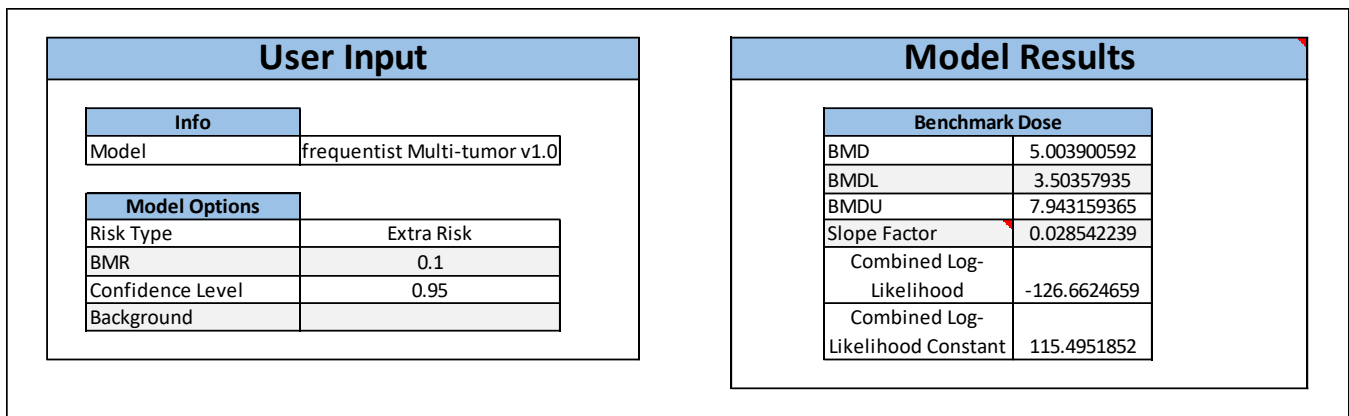 User Input
Info
Model frequentist Multi-tumor v1.0
Model Options
Risk Type Extra Risk
BMR 0.1
Confidence Level 0.95
Background
Model Results
Benchmark Dose
BMD 5.003900592
BMDL 3.50357935
BMDU 7.943159365
Slope Factor 0.028542239
Combined Log-
Likelihood -126.6624659
Combined Log-
Likelihood Constant 115.4951852